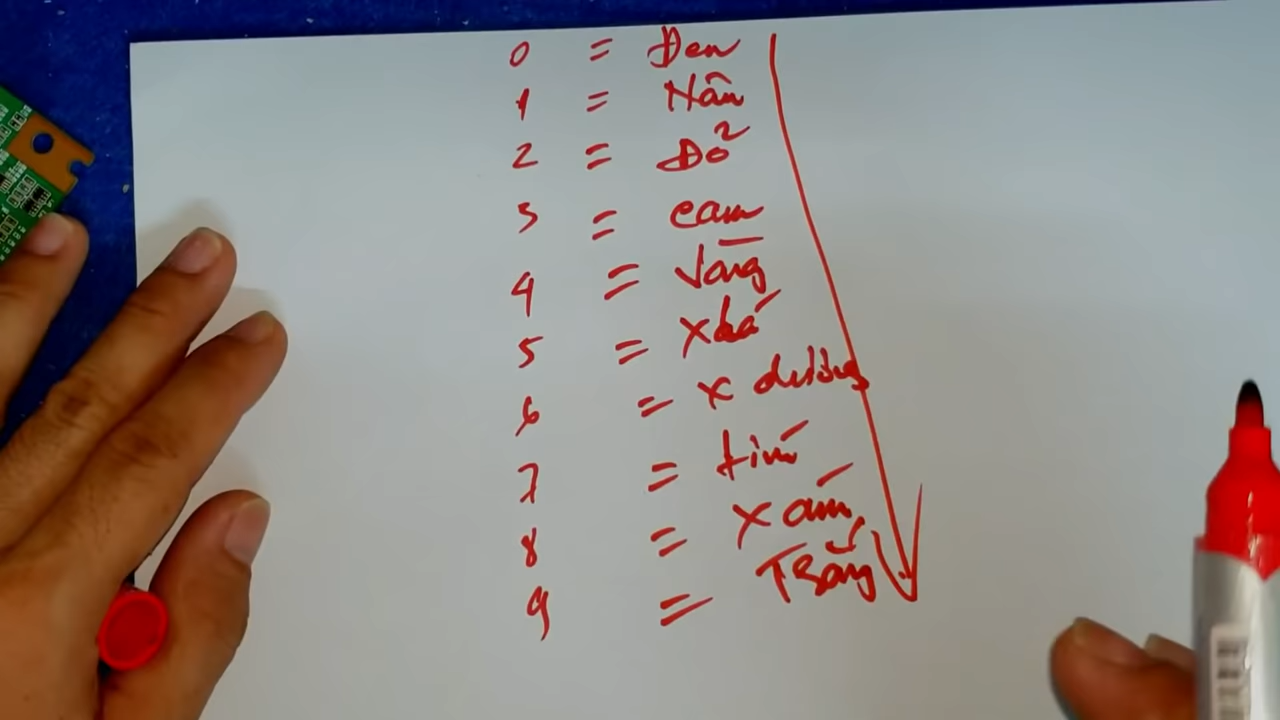 0 = Đen
1 = Nâu
2 = Đỏ
3 = cam
4 = Vàng
5 = X lá
6 = X dương
7 = tím
8 = Xám
9 = Trắng